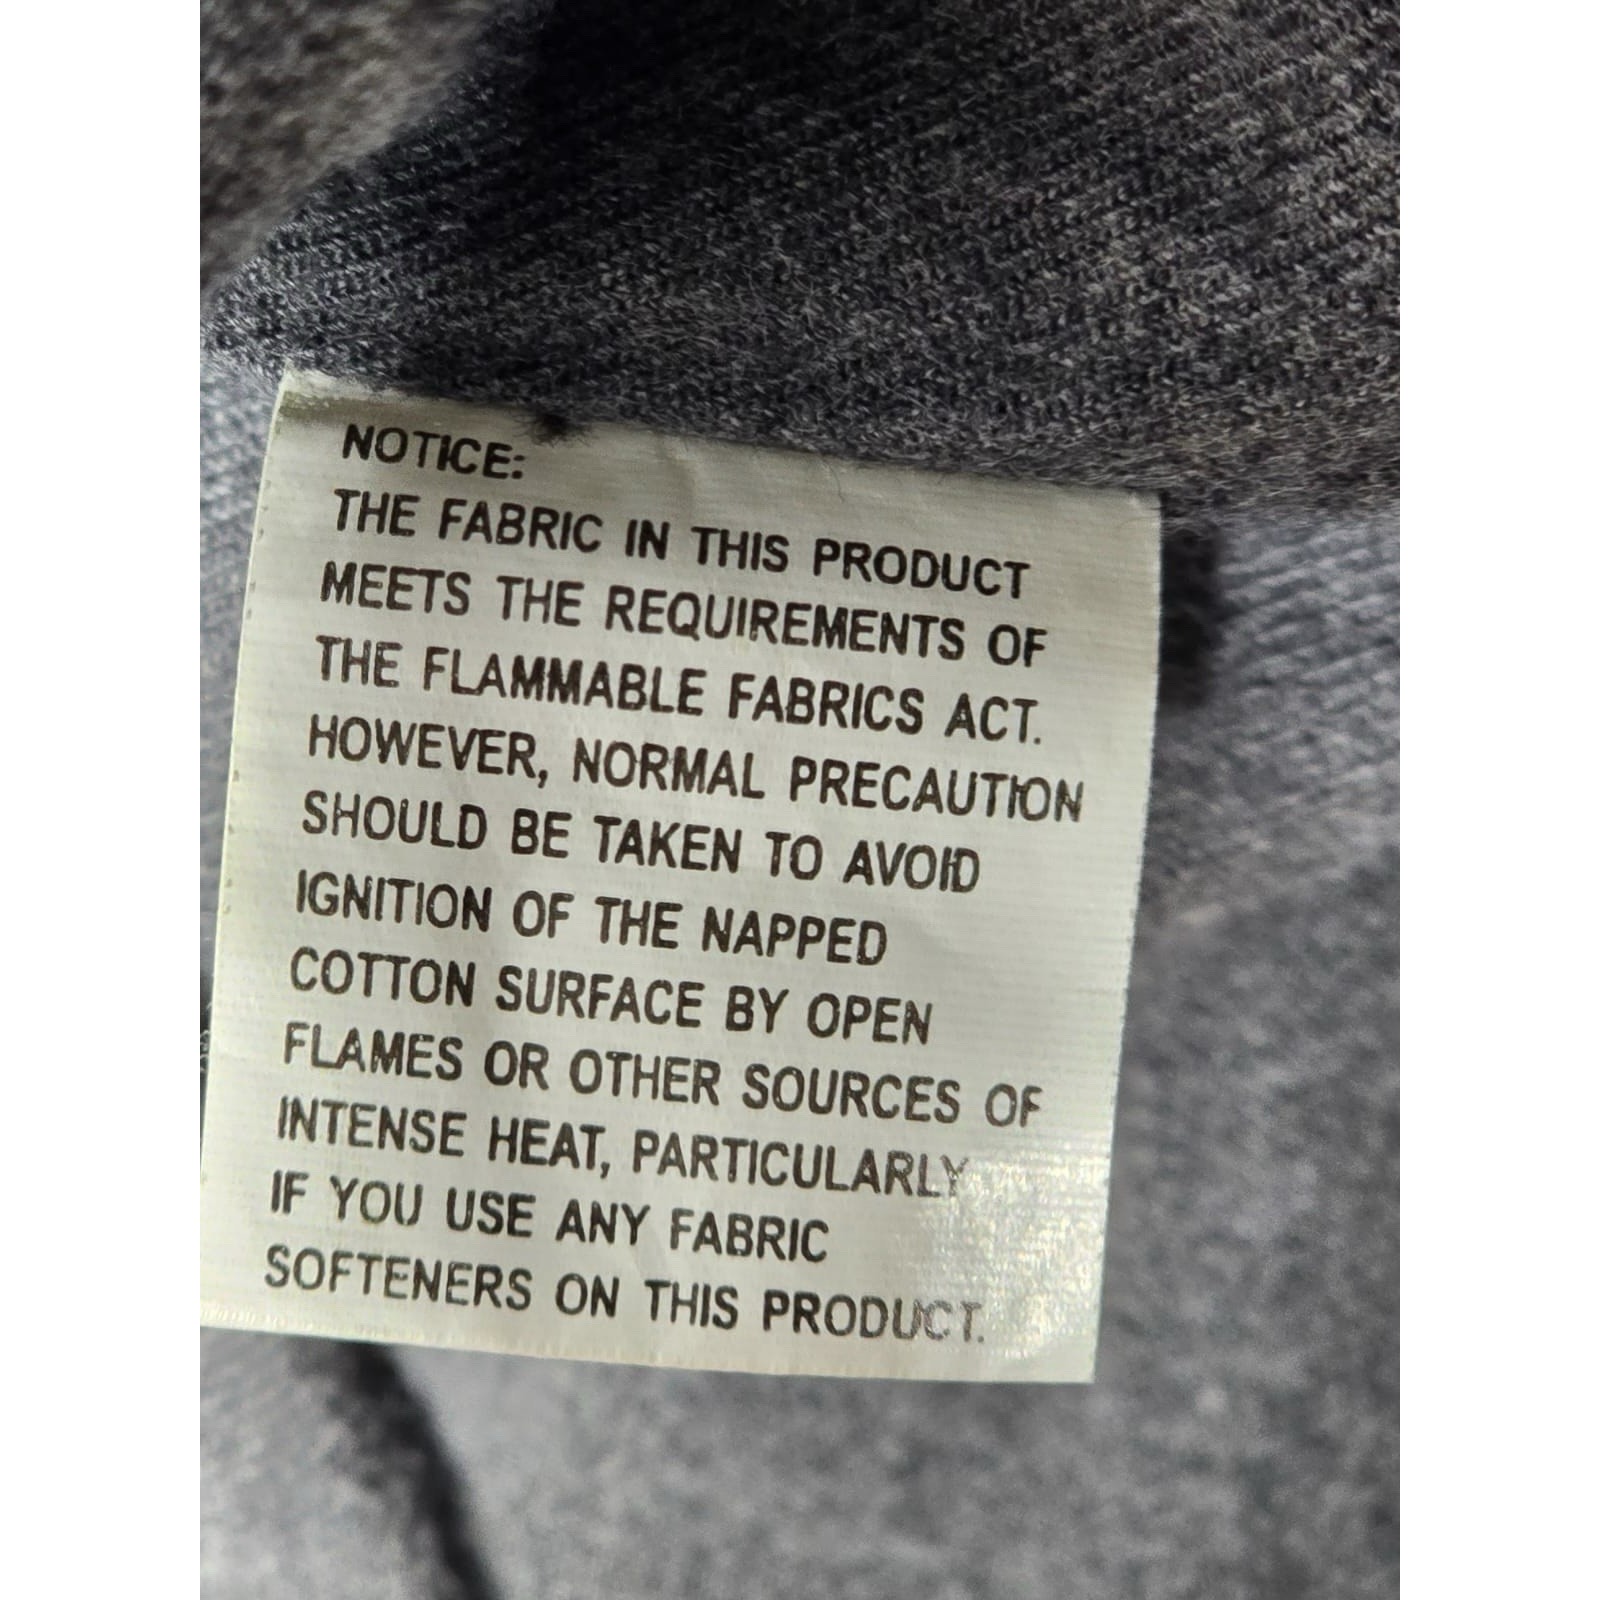 NOTICE:
THE FABRIC IN THIS PRODUCT
MEETS THE REQUIREMENTS OF
THE FLAMMABLE FABRICS ACT.
HOWEVER, NORMAL PRECAUTION
SHOULD BE TAKEN TO AVOID
IGNITION OF THE NAPPED
COTTON SURFACE BY OPEN
FLAMES OR OTHER SOURCES OF
INTENSE HEAT, PARTICULARLY
IF YOU USE ANY FABRIC
SOFTENERS ON THIS PRODUCT.